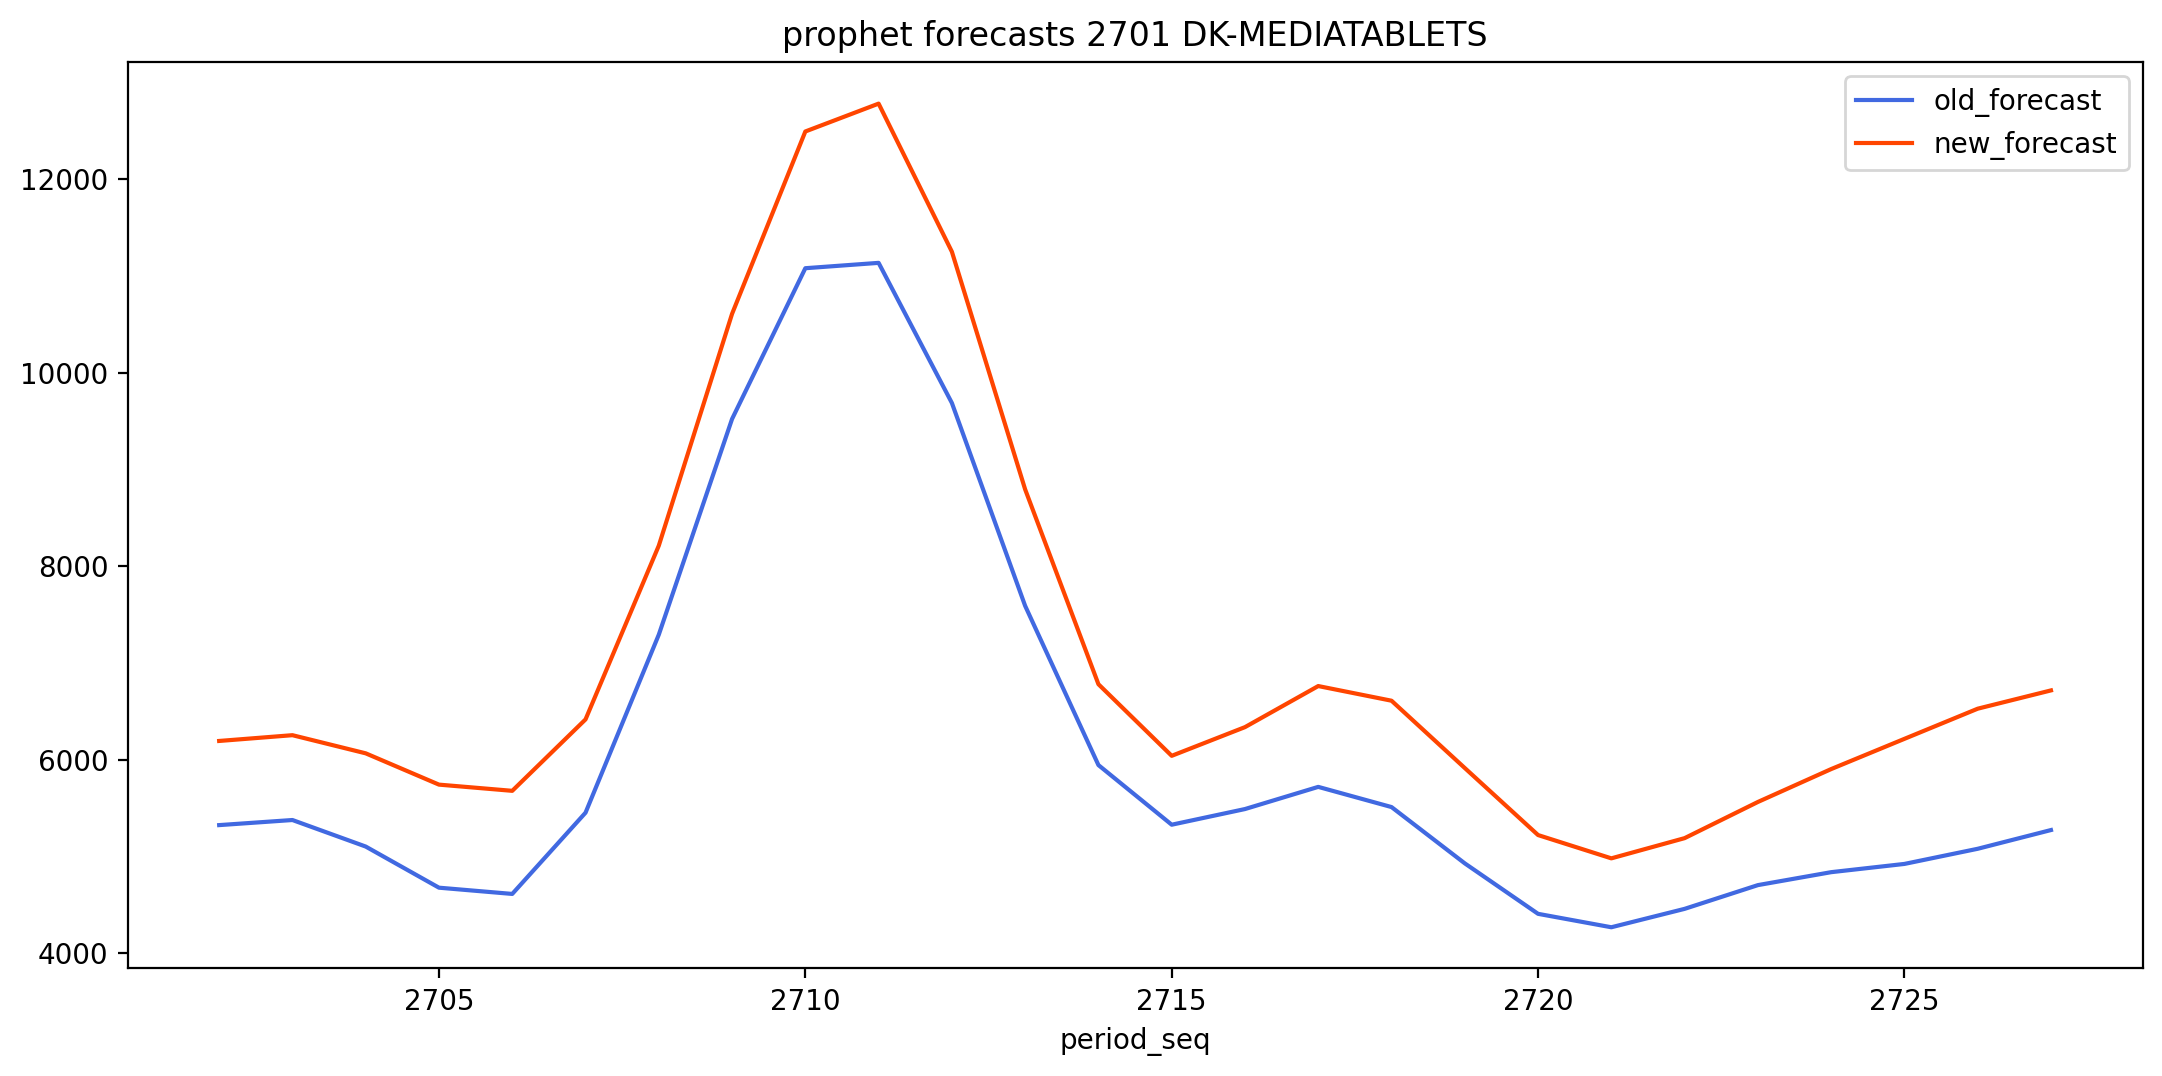 prophet forecasts 2701 DK-MEDIATABLETS
old_forecast
new_forecast
12000
10000
8000
6000
4000
2705 2710 2715 2720 2725
period_seq